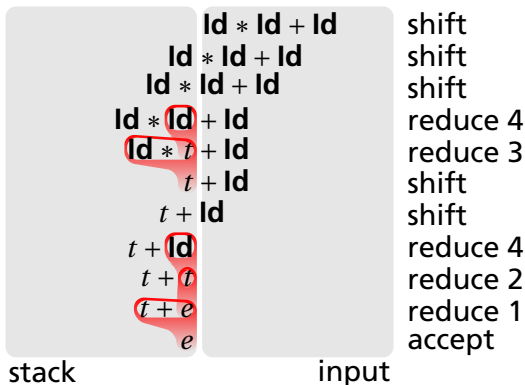 Id ∗ Id + Id shift
Id ∗ Id + Id shift
Id ∗ Id + Id shift
Id ∗ Id + Id reduce 4
Id ∗ t + Id reduce 3
t + Id shift
t + Id shift
t + Id reduce 4
t + t reduce 2
t + e reduce 1
e accept
stack input